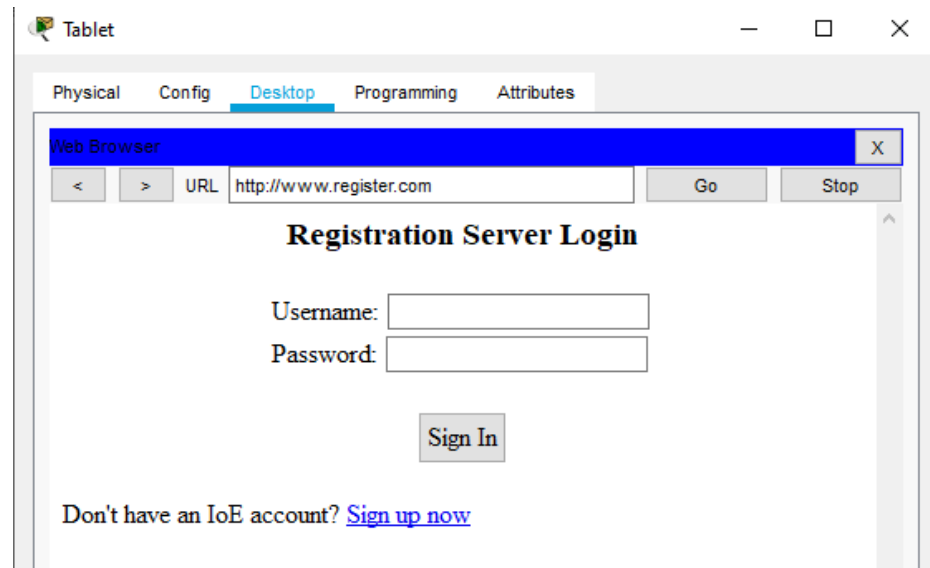 Tablet
Physical Config Desktop Programming Attributes
Web Browser X
< > URL http://www.register.com Go Stop
Registration Server Login
Username:
Password:
Sign In
Don't have an IoE account? Sign up now